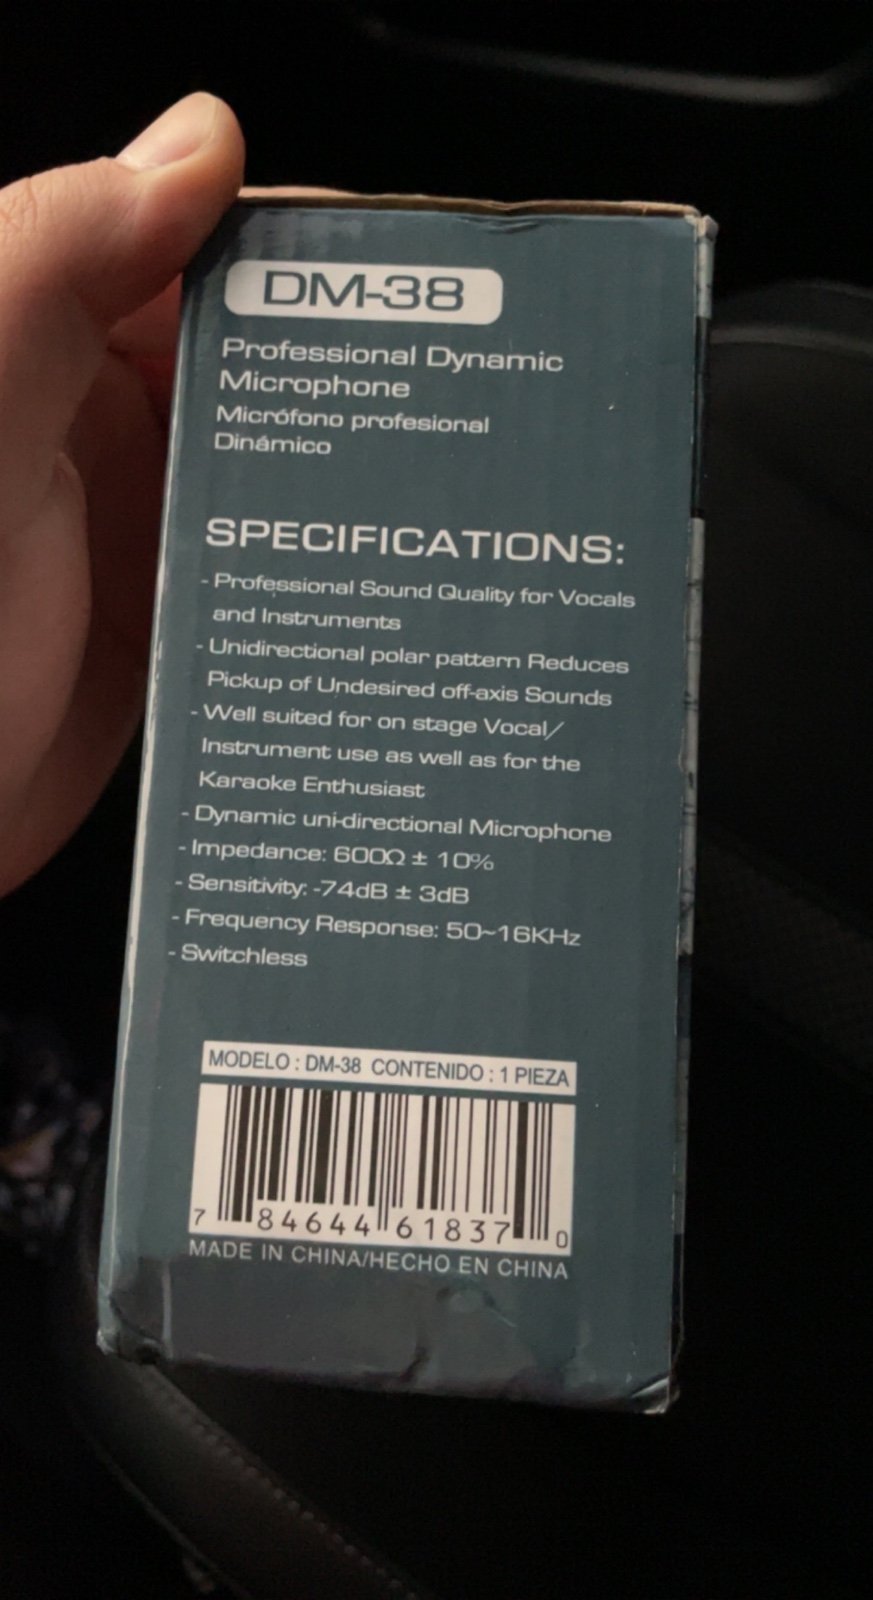 DM-38
Professional Dynamic
Microphone
Micrófono profesional
Dinámico
SPECIFICATIONS:
- Professional Sound Quality for Vocals
and Instruments
- Unidirectional polar pattern Reduces
Pickup of Undesired off-axis Sounds
- Well suited for on stage Vocal/
Instrument use as well as for the
Karaoke Enthusiast
- Dynamic uni-directional Microphone
- Impedance: 600Ω ± 10%
- Sensitivity: -74dB ± 3dB
- Frequency Response: 50~16KHz
- Switchless
MODELO : DM-38 CONTENIDO : 1 PIEZA
7 84644 61837 0
MADE IN CHINA/HECHO EN CHINA